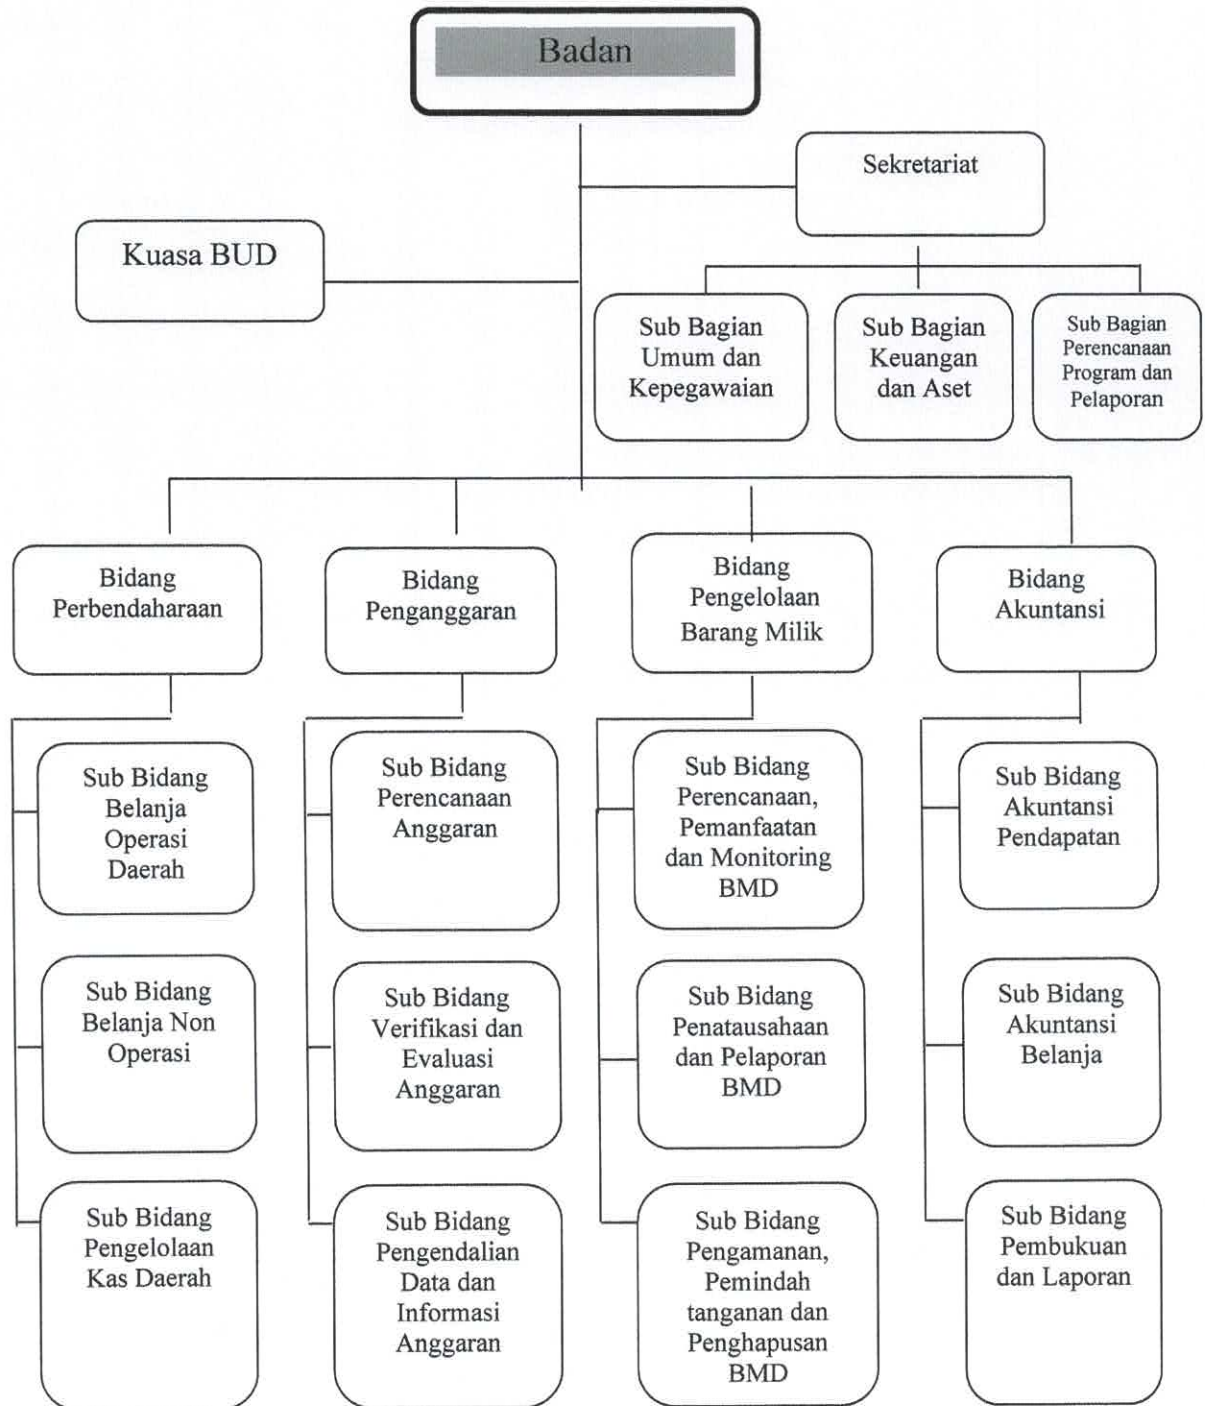 Badan
Sekretariat
Kuasa BUD
Sub Bagian
Umum dan
Kepegawaian
Sub Bagian
Keuangan
dan Aset
Sub Bagian
Perencanaan
Program dan
Pelaporan
Bidang
Perbendaharaan
Bidang
Penganggaran
Bidang
Pengelolaan
Barang Milik
Bidang
Akuntansi
Sub Bidang
Belanja
Operasi
Daerah
Sub Bidang
Perencanaan
Anggaran
Sub Bidang
Perencanaan,
Pemanfaatan
dan Monitoring
BMD
Sub Bidang
Akuntansi
Pendapatan
Sub Bidang
Belanja Non
Operasi
Sub Bidang
Verifikasi dan
Evaluasi
Anggaran
Sub Bidang
Penatausahaan
dan Pelaporan
BMD
Sub Bidang
Akuntansi
Belanja
Sub Bidang
Pengelolaan
Kas Daerah
Sub Bidang
Pengendalian
Data dan
Informasi
Anggaran
Sub Bidang
Pengamanan,
Pemindah
tanganan dan
Penghapusan
BMD
Sub Bidang
Pembukuan
dan Laporan